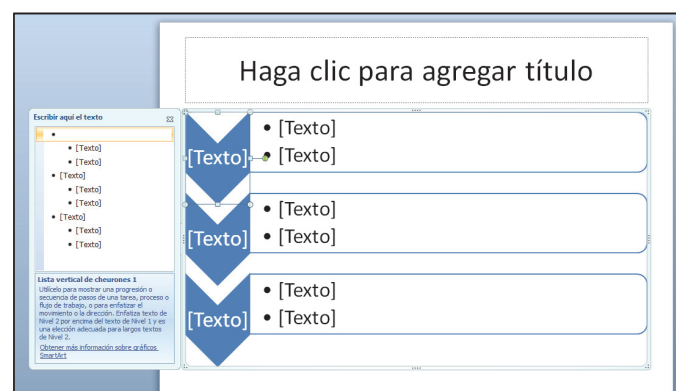 Haga clic para agregar título
Escribir aquí el texto
• [Texto]
• [Texto]
• [Texto]
• [Texto]
• [Texto]
• [Texto]
• [Texto]
• [Texto]
Lista vertical de cheurones 1
Utilícelo para mostrar una progresión o
secuencia de pasos de una tarea, proceso o
flujo de trabajo, o para enfatizar el
movimiento o la dirección. Enfatiza texto de
Nivel 2 por encima del texto de Nivel 1 y es
una elección adecuada para largos textos
de Nivel 2.
Obtener más información sobre gráficos
SmartArt
[Texto]
• [Texto]
• [Texto]
[Texto]
• [Texto]
• [Texto]
[Texto]
• [Texto]
• [Texto]